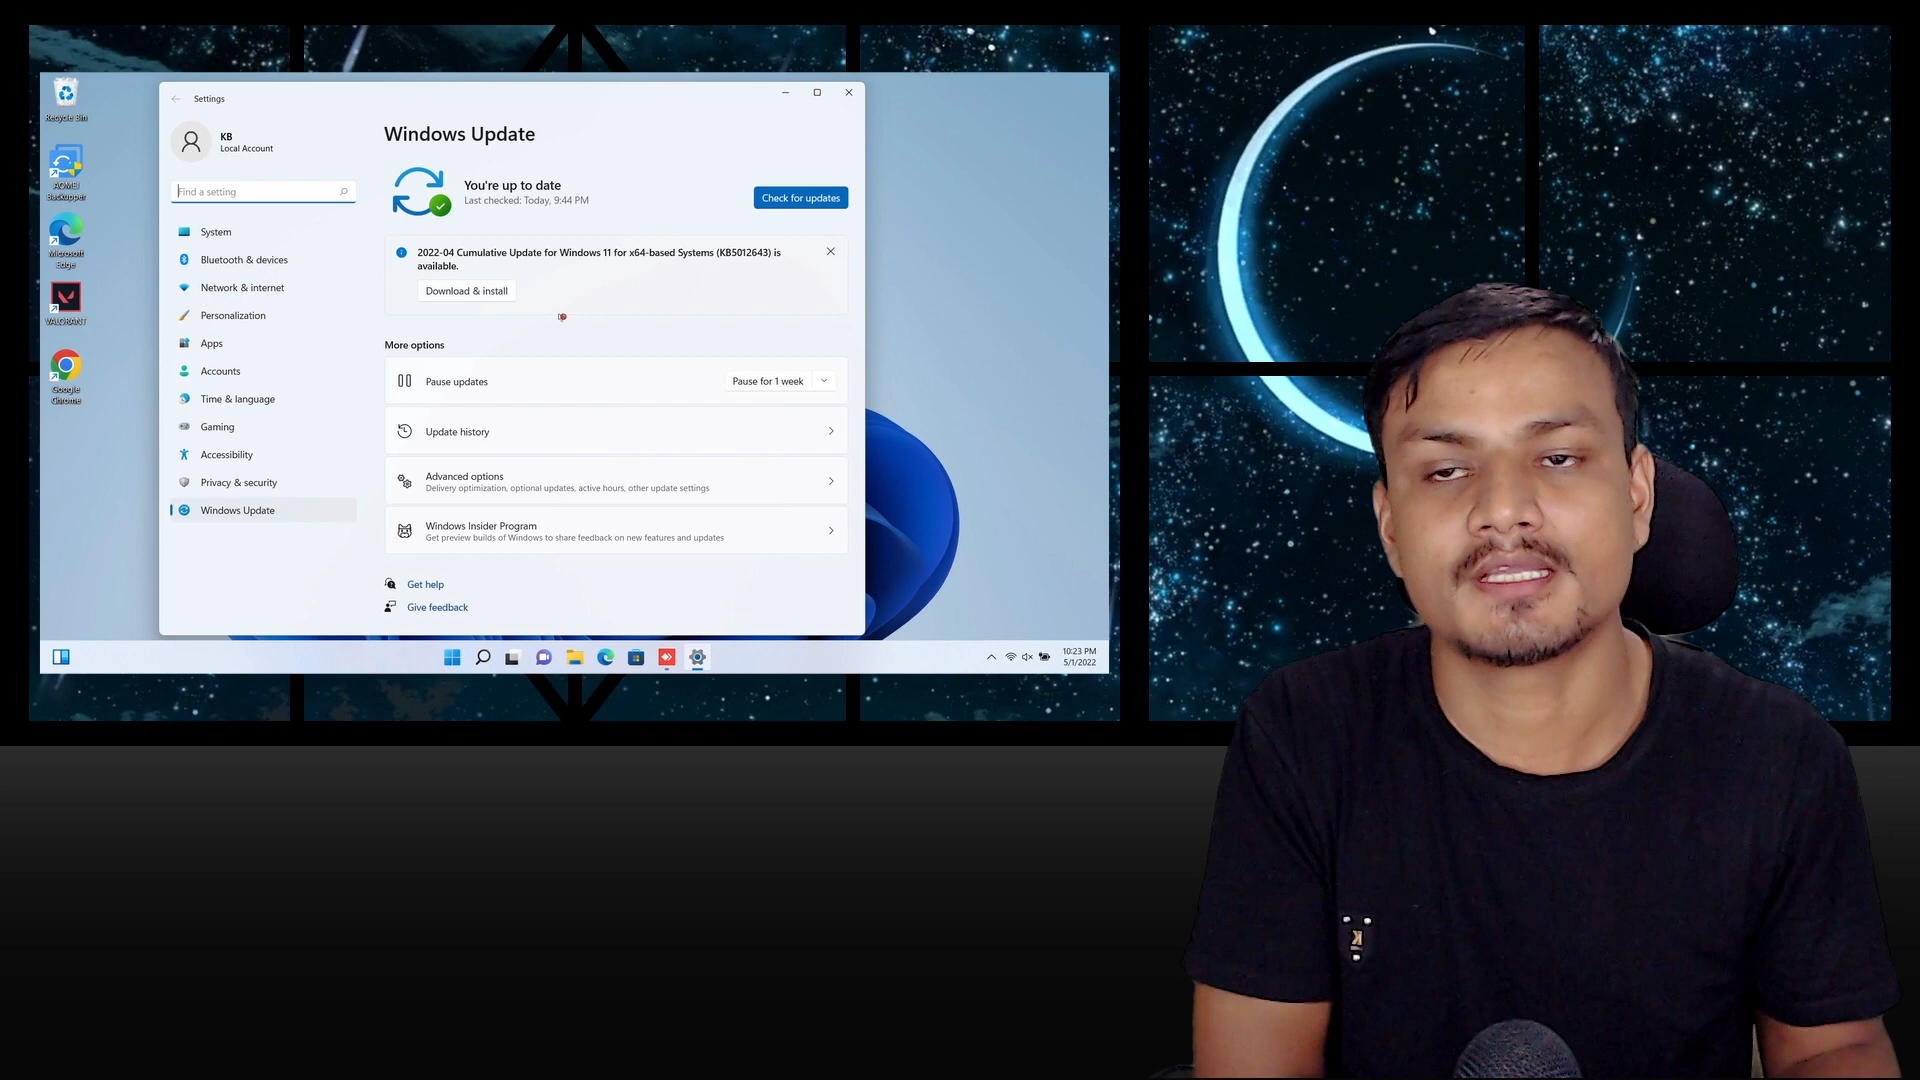 Recycle Bin
AOMEI
Backupper
Microsoft
Edge
VALORANT
Google
Chrome
Settings
KB
Local Account
Find a setting
System
Bluetooth & devices
Network & internet
Personalization
Apps
Accounts
Time & language
Gaming
Accessibility
Privacy & security
Windows Update
Windows Update
You're up to date
Last checked: Today, 9:44 PM
Check for updates
2022-04 Cumulative Update for Windows 11 for x64-based Systems (KB5012643) is
available.
Download & install
More options
Pause updates
Pause for 1 week
Update history
Advanced options
Delivery optimization, optional updates, active hours, other update settings
Windows Insider Program
Get preview builds of Windows to share feedback on new features and updates
Get help
Give feedback
10:23 PM
5/1/2022